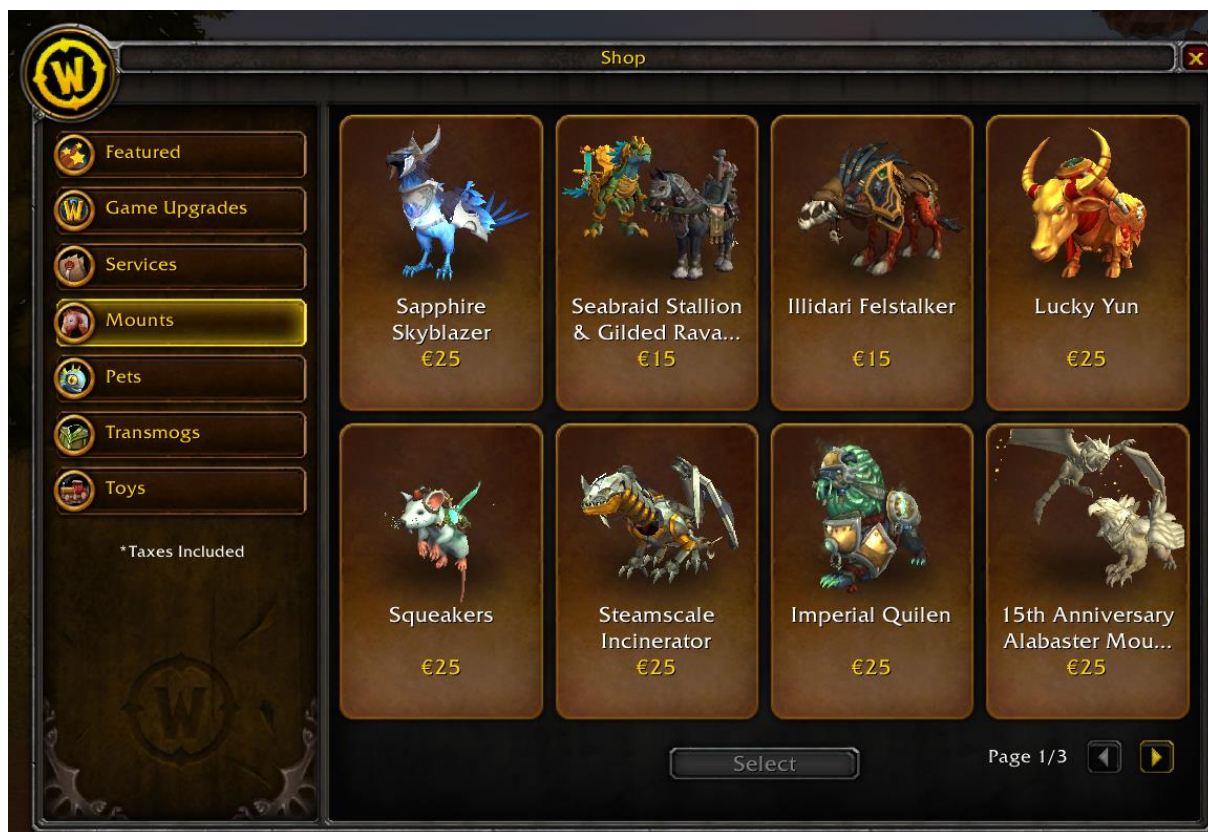 Shop
Featured
Game Upgrades
Services
Mounts
Pets
Transmogs
Toys
*Taxes Included
Sapphire
Skyblazer
€25
Seabraid Stallion
& Gilded Rava...
€15
Illidari Felstalker
€15
Lucky Yun
€25
Squeakers
€25
Steamscale
Incinerator
€25
Imperial Quilen
€25
15th Anniversary
Alabaster Mou...
€25
Select
Page 1/3